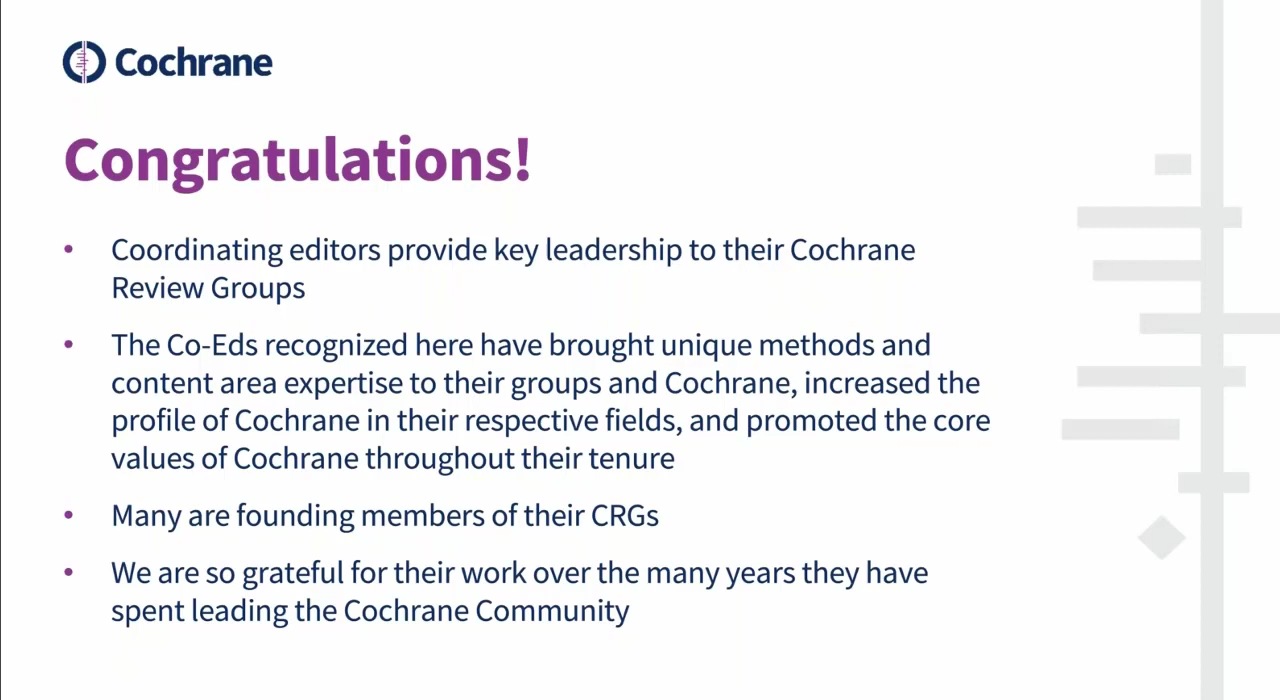 Cochrane
Congratulations!
• Coordinating editors provide key leadership to their Cochrane
Review Groups
• The Co-Eds recognized here have brought unique methods and
content area expertise to their groups and Cochrane, increased the
profile of Cochrane in their respective fields, and promoted the core
values of Cochrane throughout their tenure
• Many are founding members of their CRGs
• We are so grateful for their work over the many years they have
spent leading the Cochrane Community